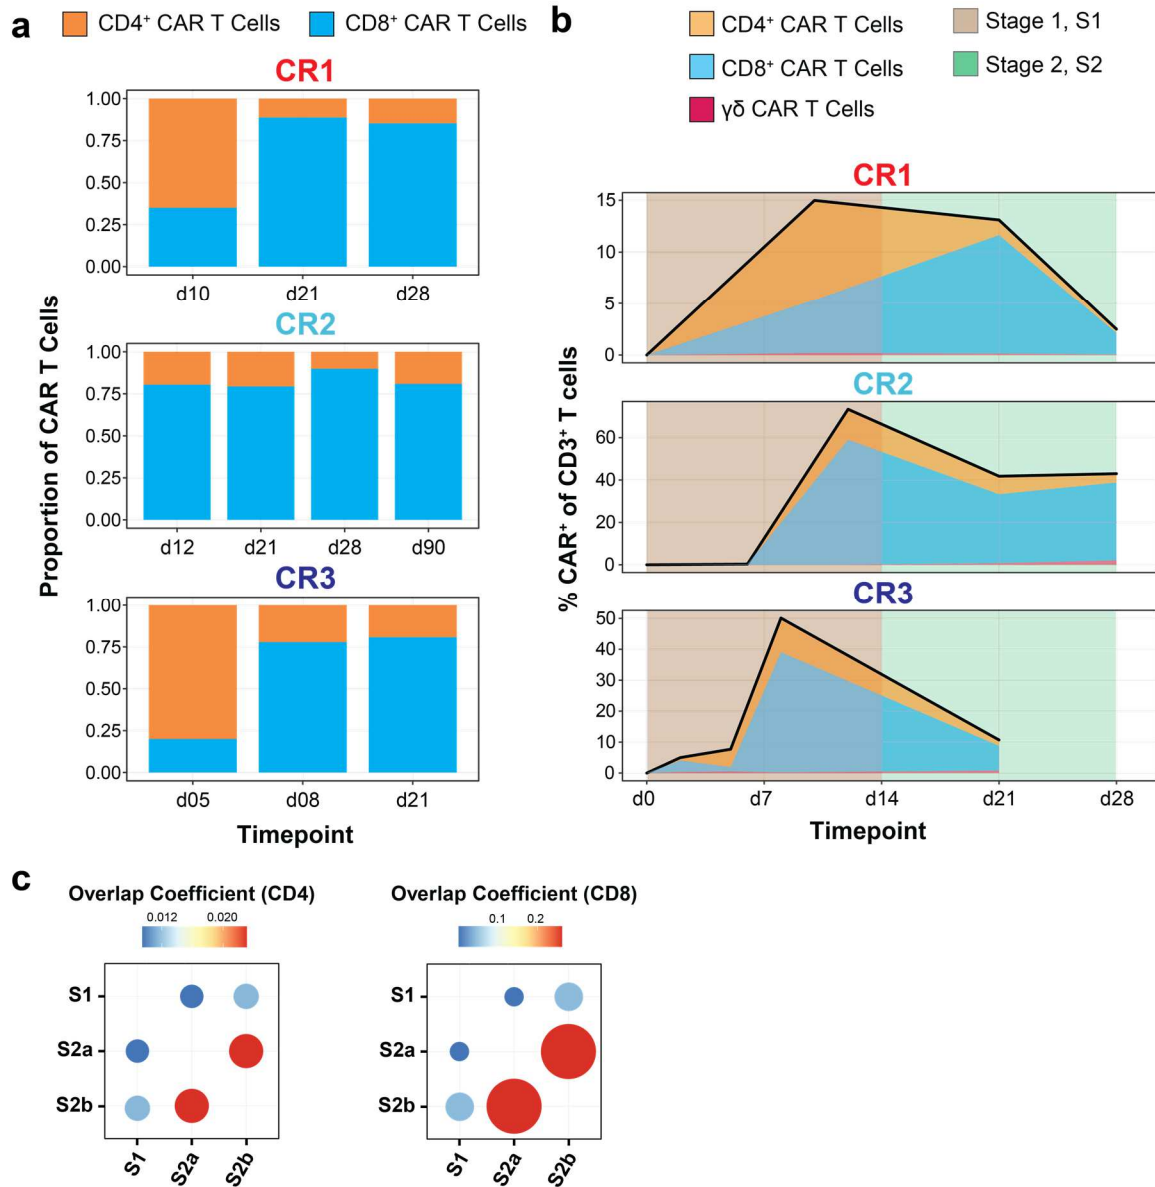 a
CD4⁺ CAR T Cells
CD8⁺ CAR T Cells
CR1
1.00
0.75
0.50
0.25
0.00
d10 d21 d28
CR2
1.00
0.75
0.50
0.25
0.00
d12 d21 d28 d90
CR3
1.00
0.75
0.50
0.25
0.00
d05 d08 d21
Proportion of CAR T Cells
Timepoint
b
CD4⁺ CAR T Cells
CD8⁺ CAR T Cells
γδ CAR T Cells
Stage 1, S1
Stage 2, S2
CR1
15
10
5
0
CR2
60
40
20
0
CR3
50
40
30
20
10
0
d0 d7 d14 d21 d28
% CAR⁺ of CD3⁺ T cells
Timepoint
c
Overlap Coefficient (CD4)
0.012 0.020
S1
S2a
S2b
S1 S2a S2b
Overlap Coefficient (CD8)
0.1 0.2
S1
S2a
S2b
S1 S2a S2b